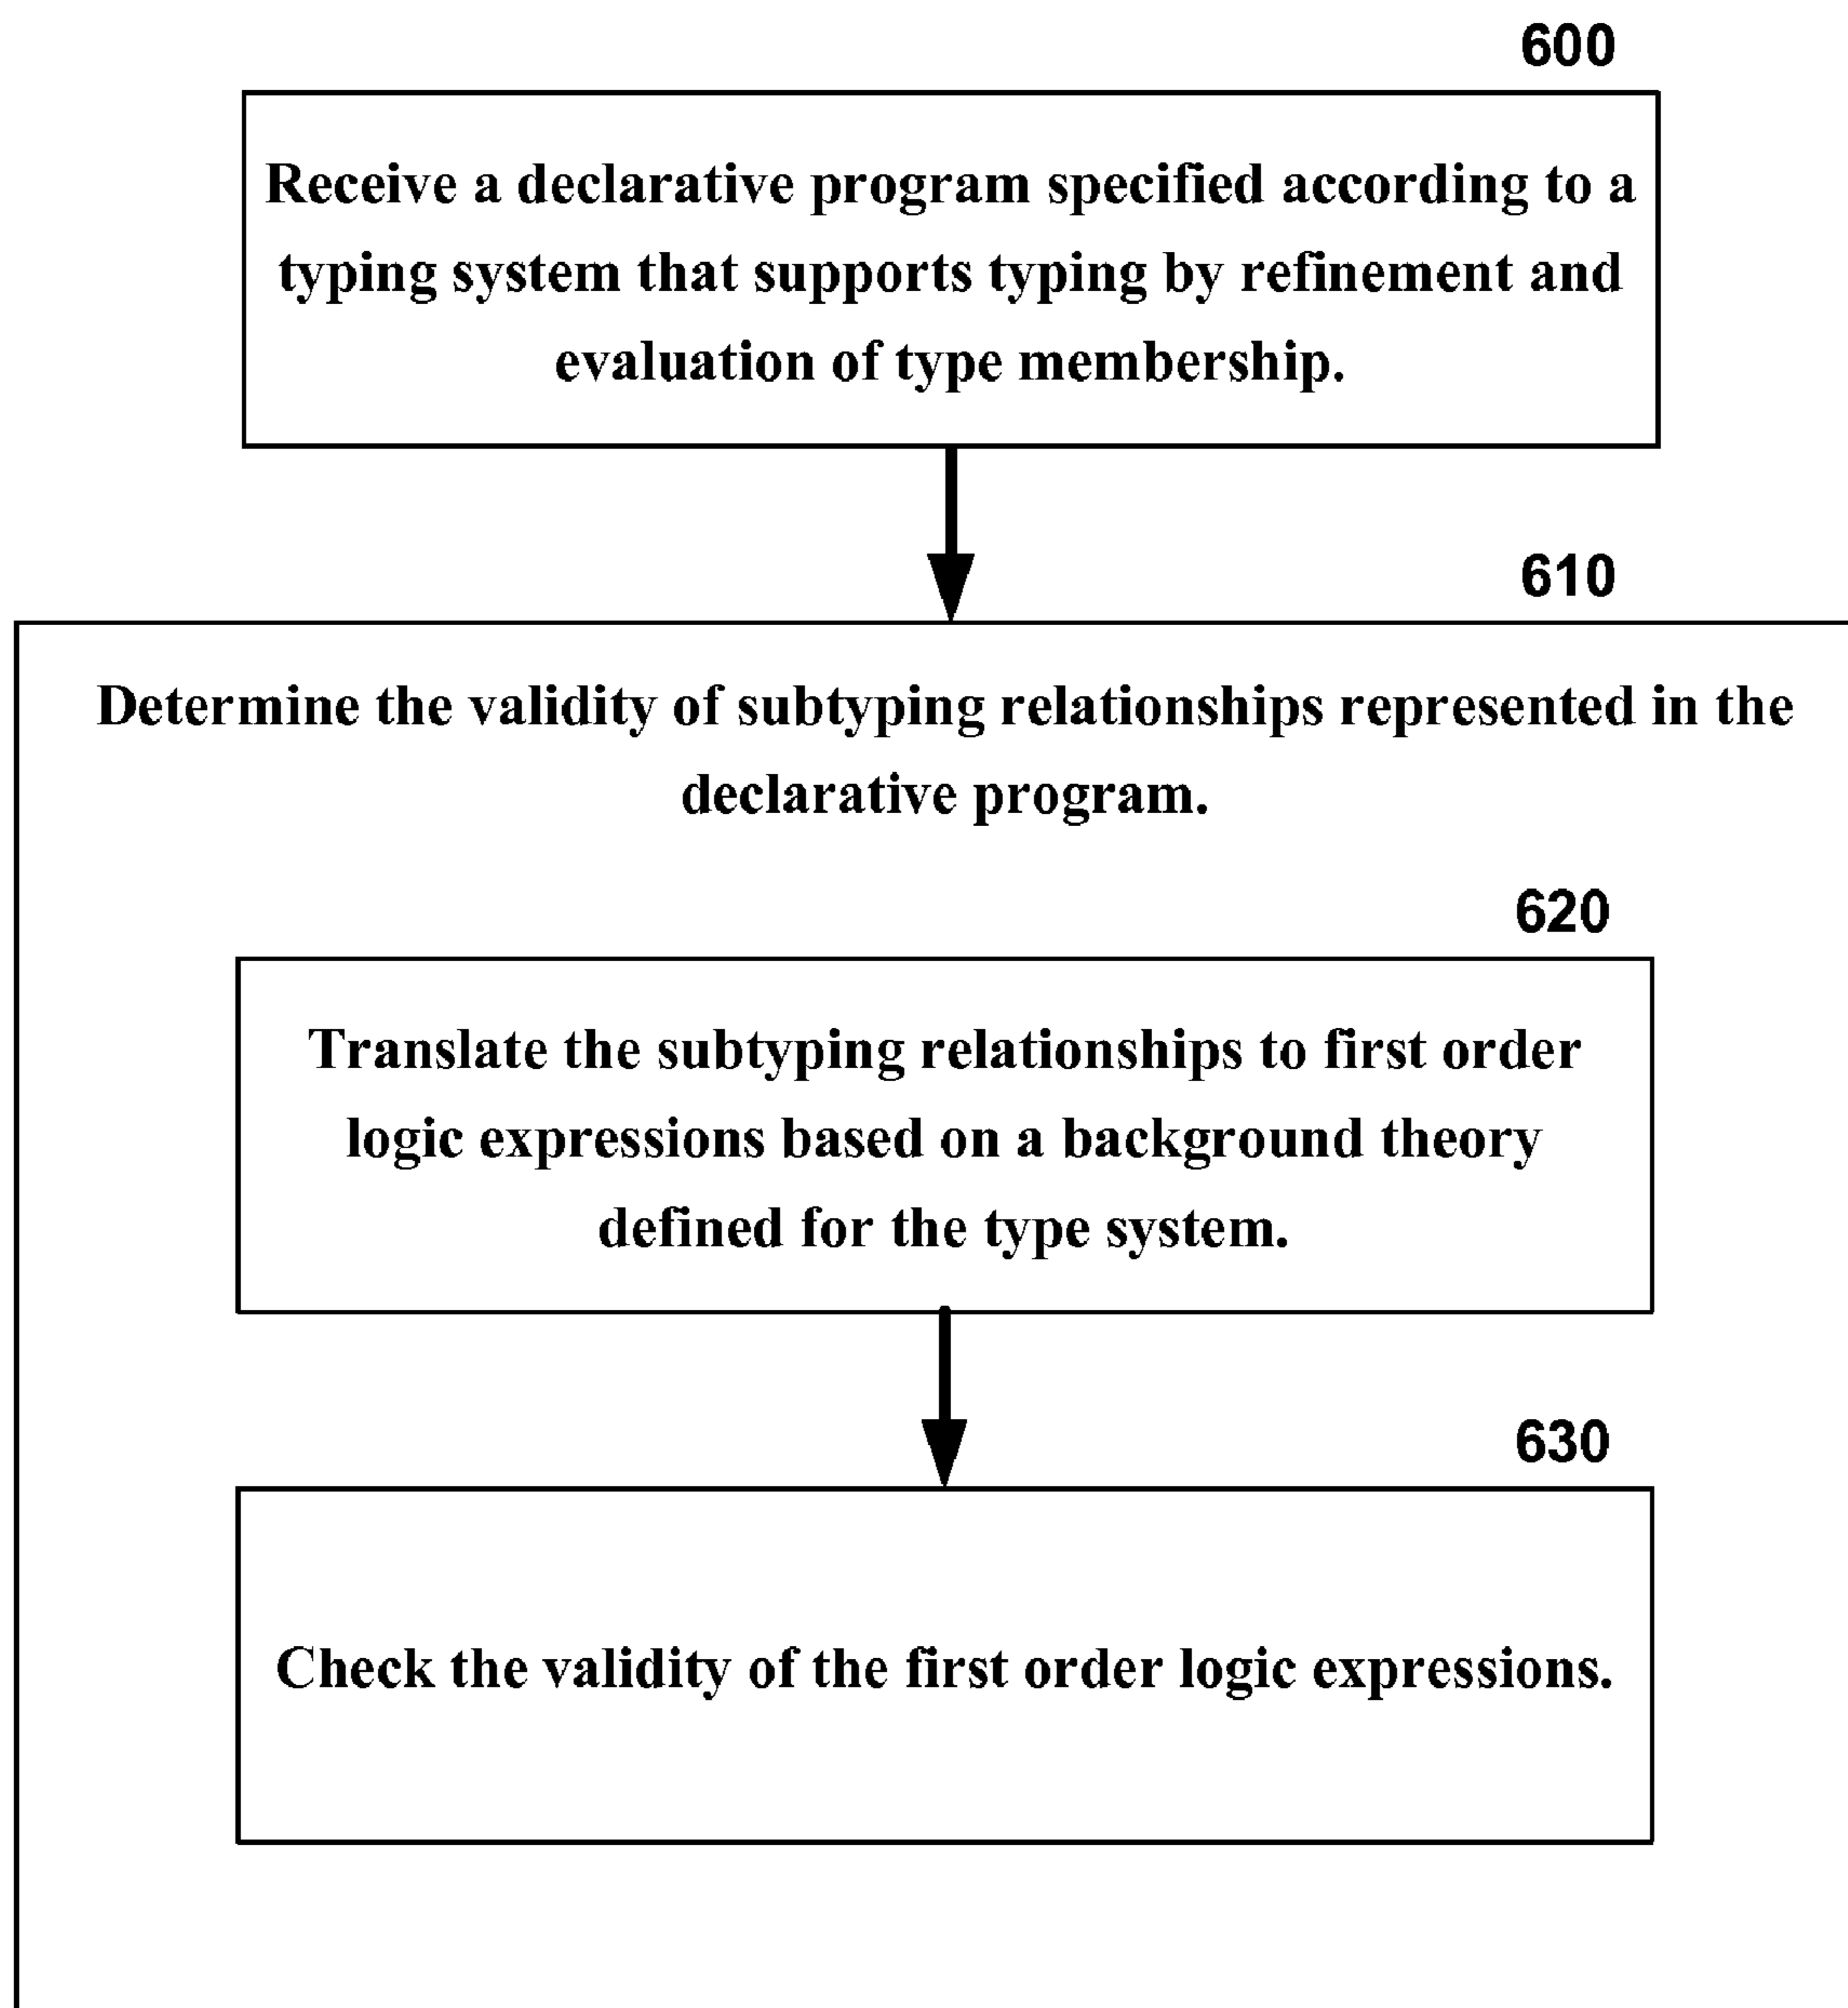 600
Receive a declarative program specified according to a
typing system that supports typing by refinement and
evaluation of type membership.
610
Determine the validity of subtyping relationships represented in the
declarative program.
620
Translate the subtyping relationships to first order
logic expressions based on a background theory
defined for the type system.
630
Check the validity of the first order logic expressions.